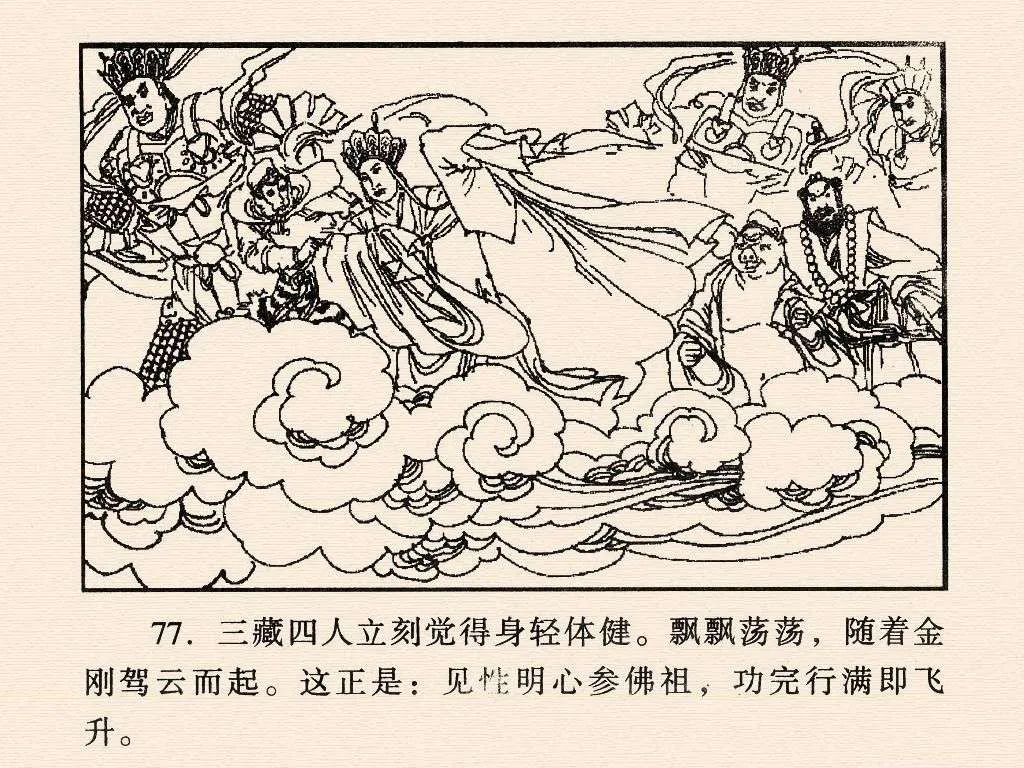 77. 三藏四人立刻觉得身轻体健。飘飘荡荡，随着金
刚驾云而起。这正是：见性明心参佛祖，功完行满即飞
升。